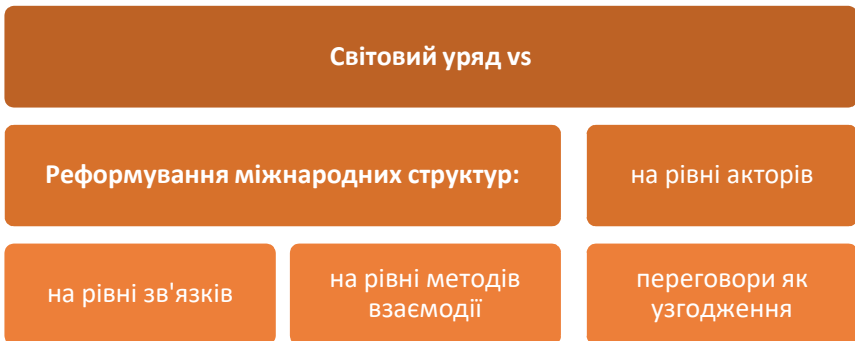 Світовий уряд vs
Реформування міжнародних структур:
на рівні акторів
на рівні зв'язків
на рівні методів
взаємодії
переговори як
узгодження